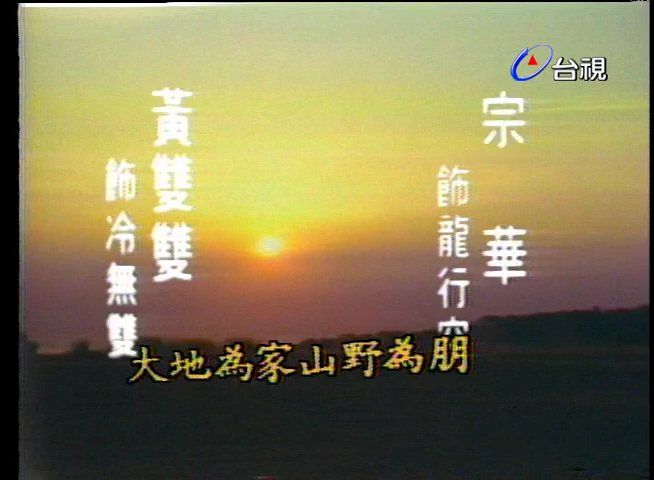 台視
宗華
飾龍行空
黃雙雙
飾冷無雙
大地為家山野為朋